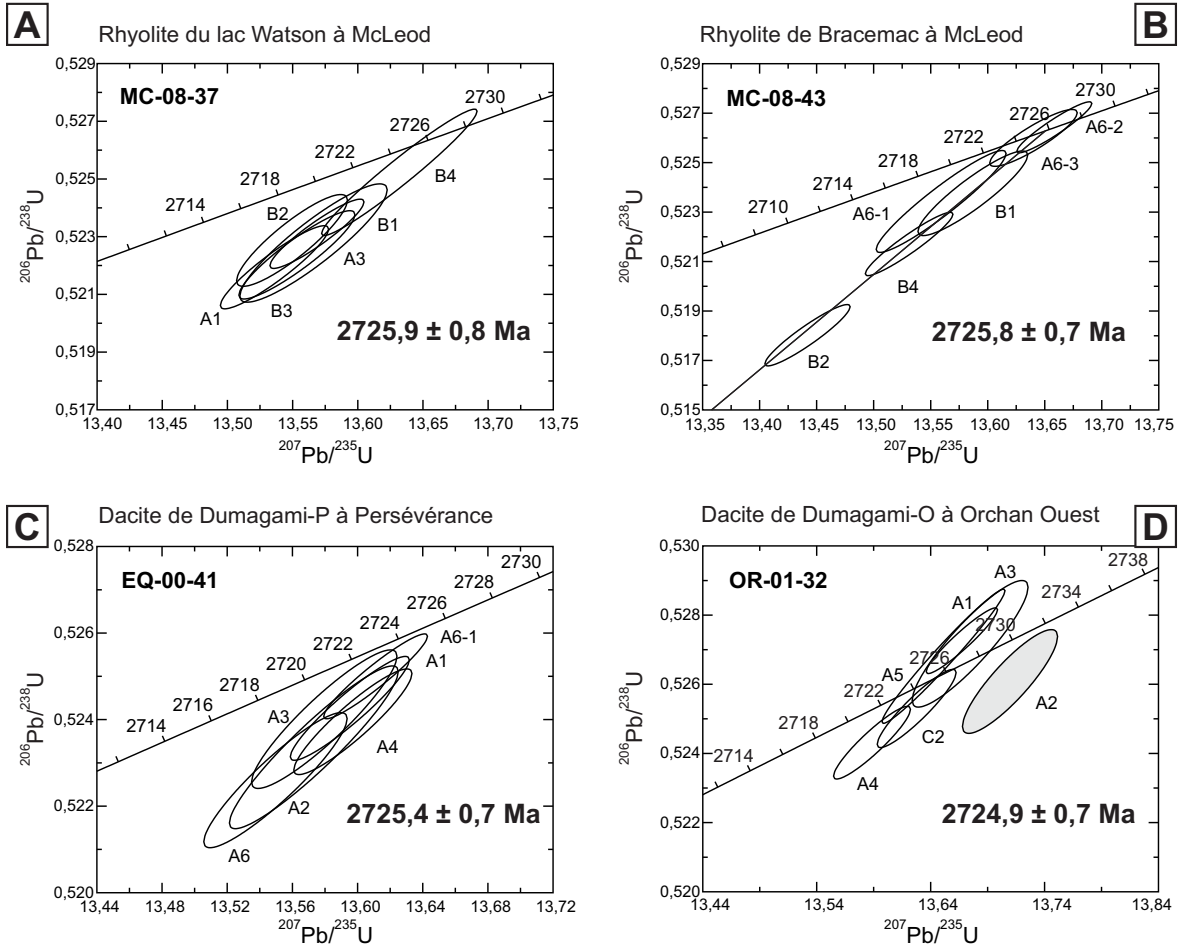 A
Rhyolite du lac Watson à McLeod
MC-08-37
0,529
0,527
0,525
0,523
0,521
0,519
0,517
206Pb/238U
2714
2718
2722
2726
2730
B2
B4
B1
A3
B3
A1
2725,9 ± 0,8 Ma
13,40
13,45
13,50
13,55
13,60
13,65
13,70
13,75
207Pb/235U
B
Rhyolite de Bracemac à McLeod
MC-08-43
0,529
0,527
0,525
0,523
0,521
0,519
0,517
0,515
206Pb/238U
2710
2714
2718
2722
2726
2730
A6-2
A6-3
A6-1
B1
B4
B2
2725,8 ± 0,7 Ma
13,35
13,40
13,45
13,50
13,55
13,60
13,65
13,70
13,75
207Pb/235U
C
Dacite de Dumagami-P à Persévérance
EQ-00-41
0,528
0,526
0,524
0,522
0,520
206Pb/238U
2714
2716
2718
2720
2722
2724
2726
2728
2730
A6-1
A1
A3
A4
A2
A6
2725,4 ± 0,7 Ma
13,44
13,48
13,52
13,56
13,60
13,64
13,68
13,72
207Pb/235U
D
Dacite de Dumagami-O à Orchan Ouest
OR-01-32
0,530
0,528
0,526
0,524
0,522
0,520
206Pb/238U
2714
2718
2722
2726
2730
2734
2738
A3
A1
A5
A2
C2
A4
2724,9 ± 0,7 Ma
13,44
13,54
13,64
13,74
13,84
207Pb/235U